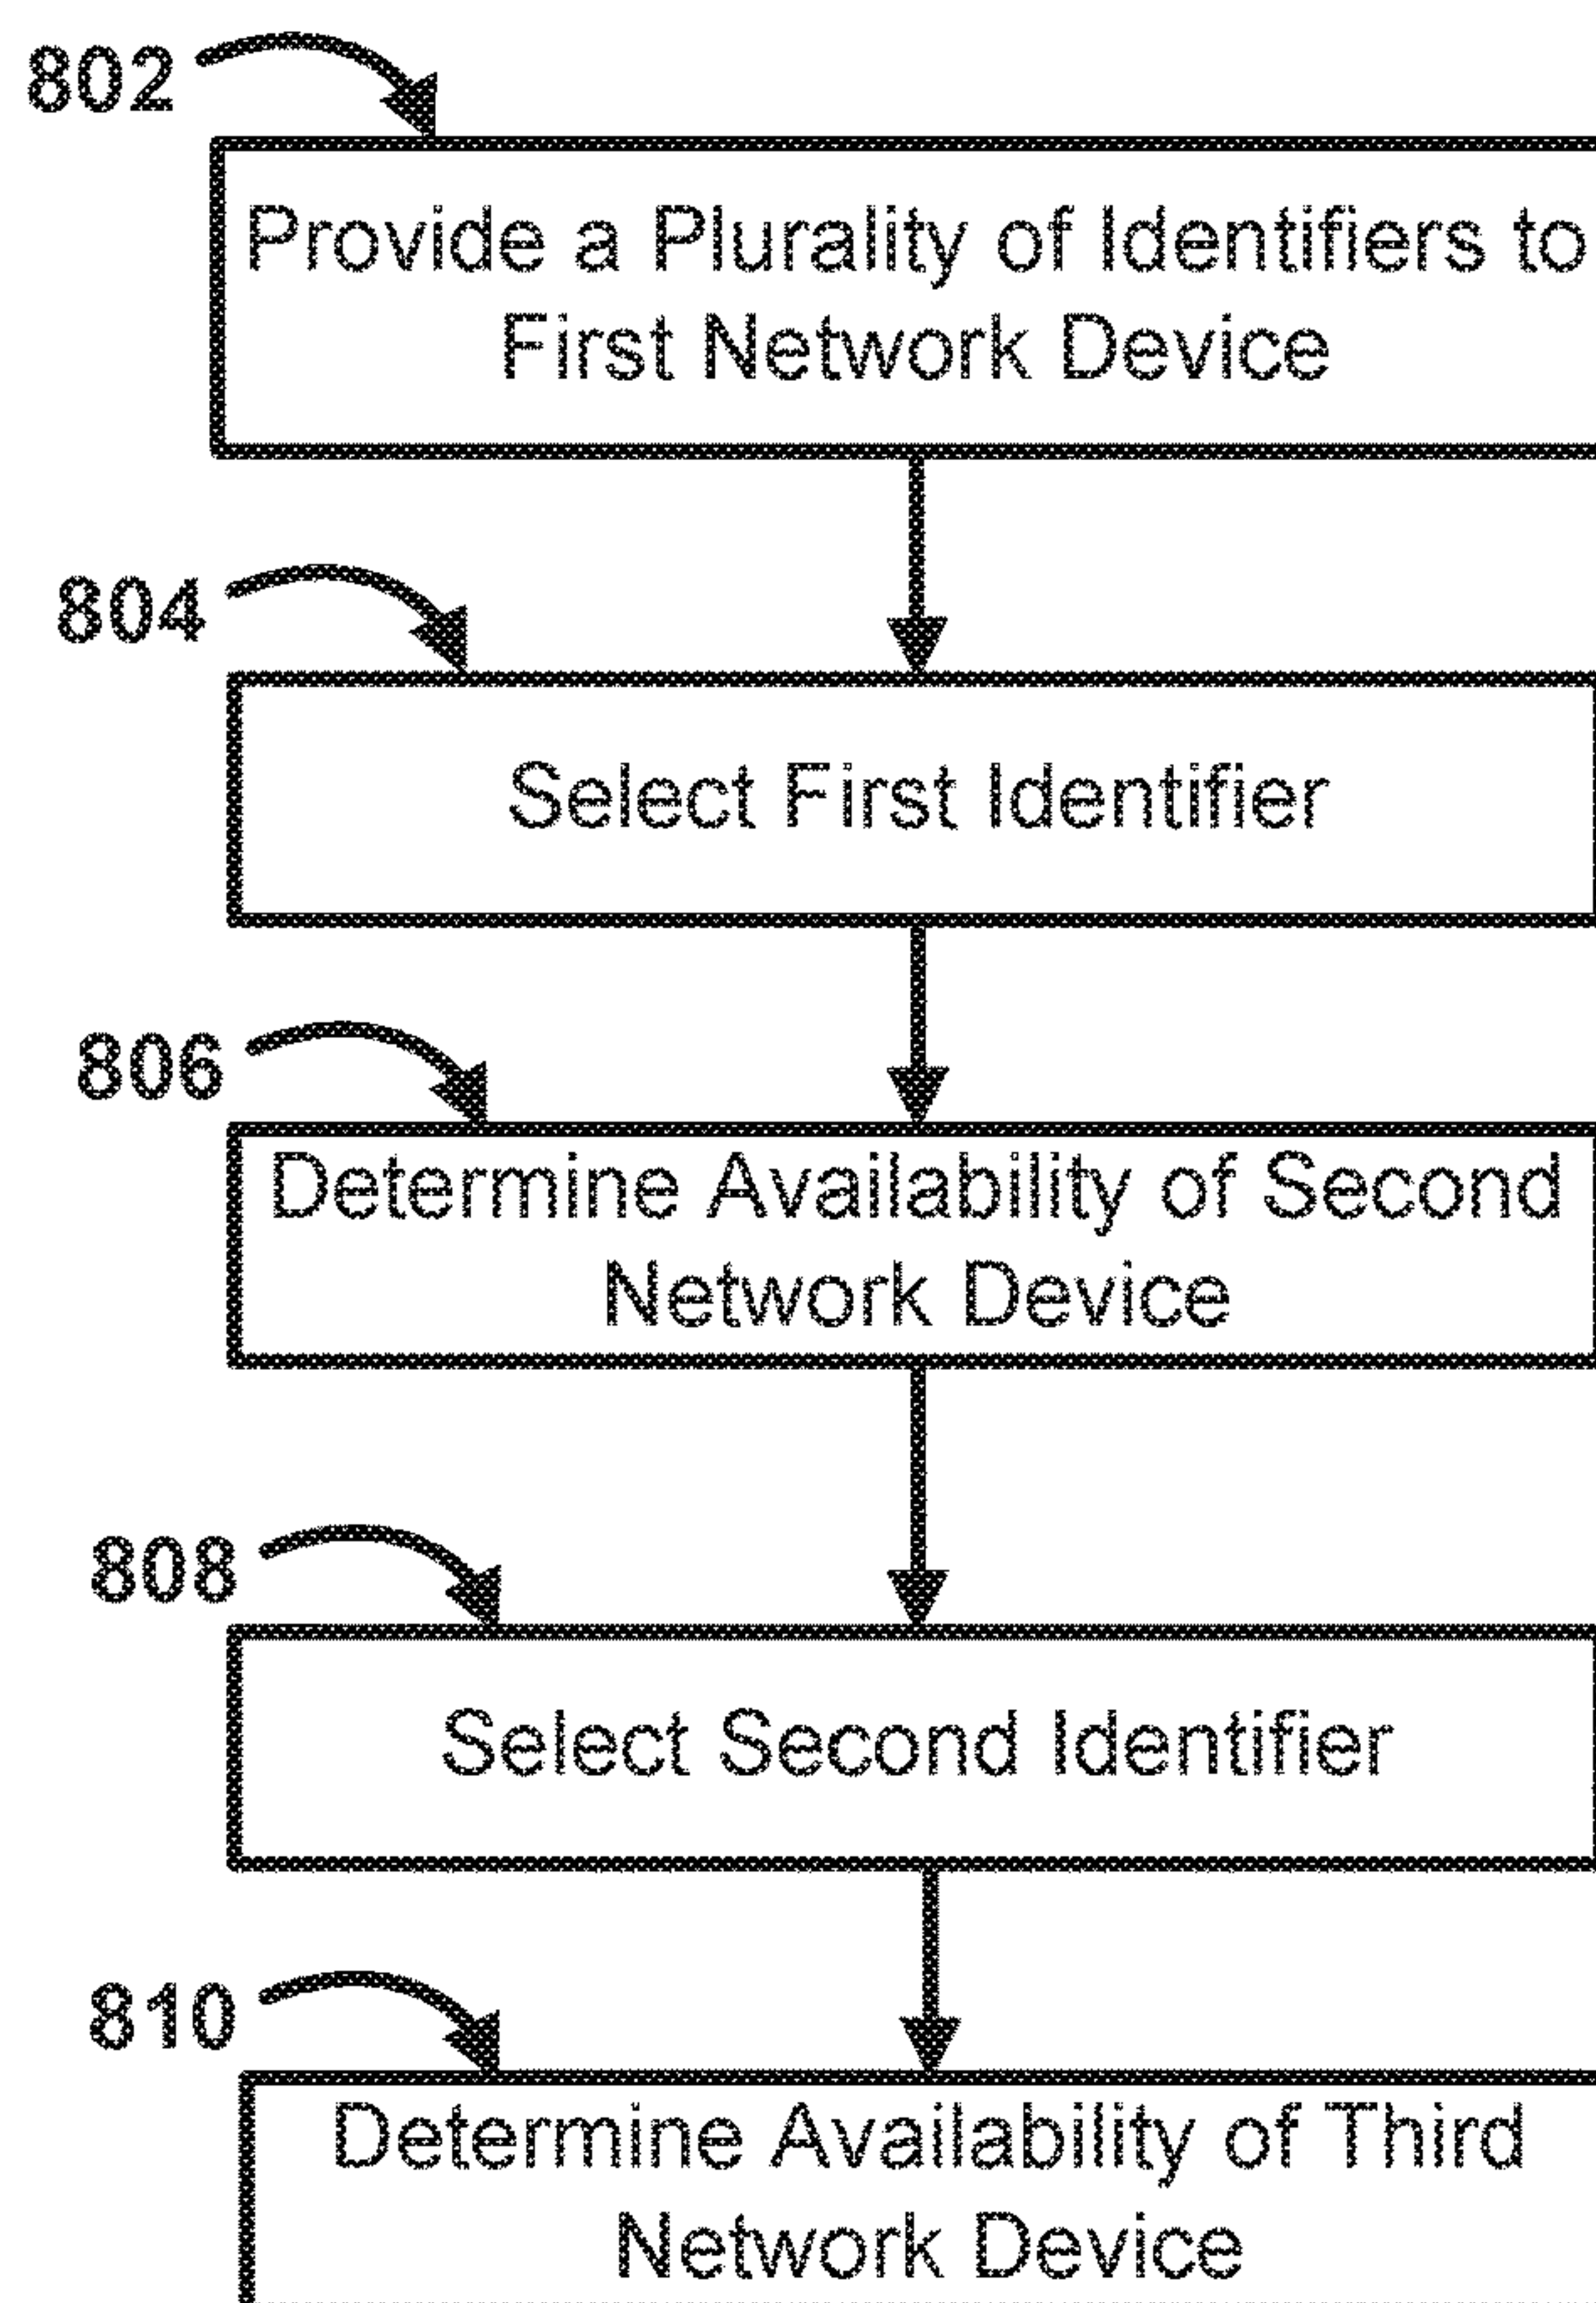 802
Provide a Plurality of Identifiers to
First Network Device
804
Select First Identifier
806
Determine Availability of Second
Network Device
808
Select Second Identifier
810
Determine Availability of Third
Network Device